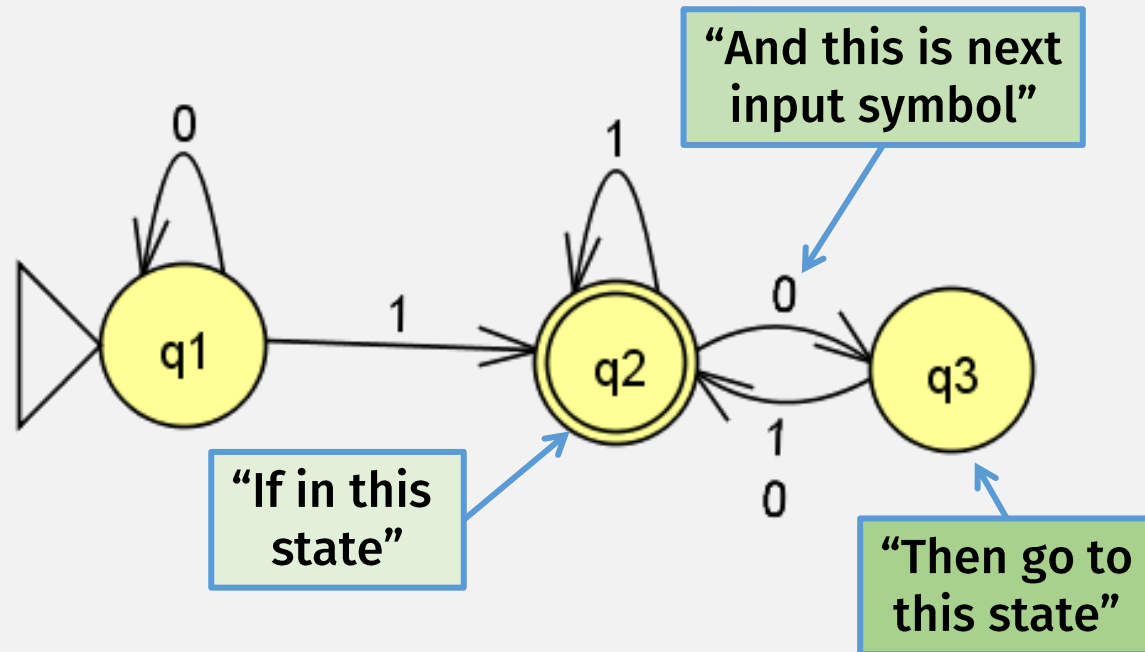 “And this is next
input symbol”
0
1
0
1
q1
q2
q3
1
0
“If in this
state”
“Then go to
this state”